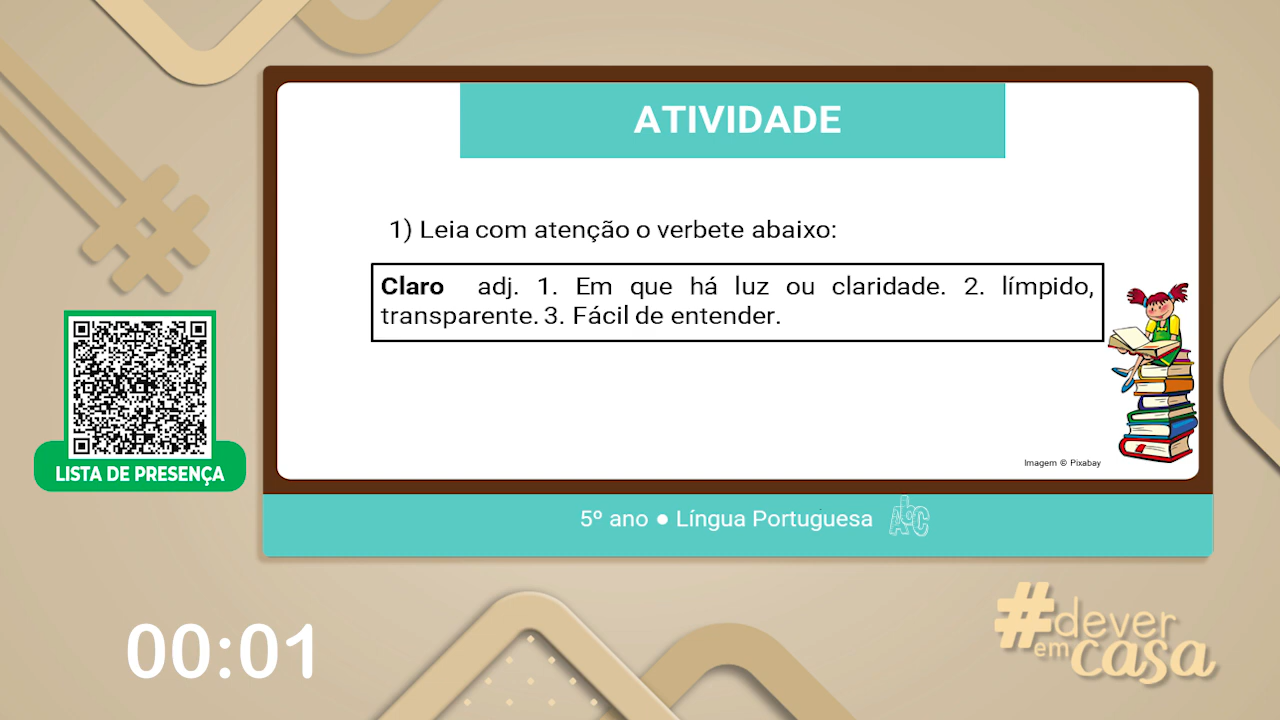 ATIVIDADE
1) Leia com atenção o verbete abaixo:
Claro adj. 1. Em que há luz ou claridade. 2. límpido,
transparente. 3. Fácil de entender.
Imagem © Pixabay
LISTA DE PRESENÇA
5º ano ● Língua Portuguesa
AbC
00:01
#dever
em casa